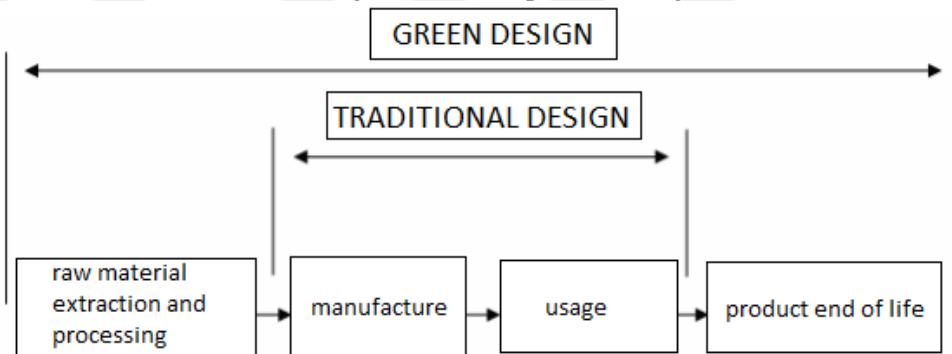 GREEN DESIGN
TRADITIONAL DESIGN
raw material
extraction and
processing
manufacture
usage
product end of life